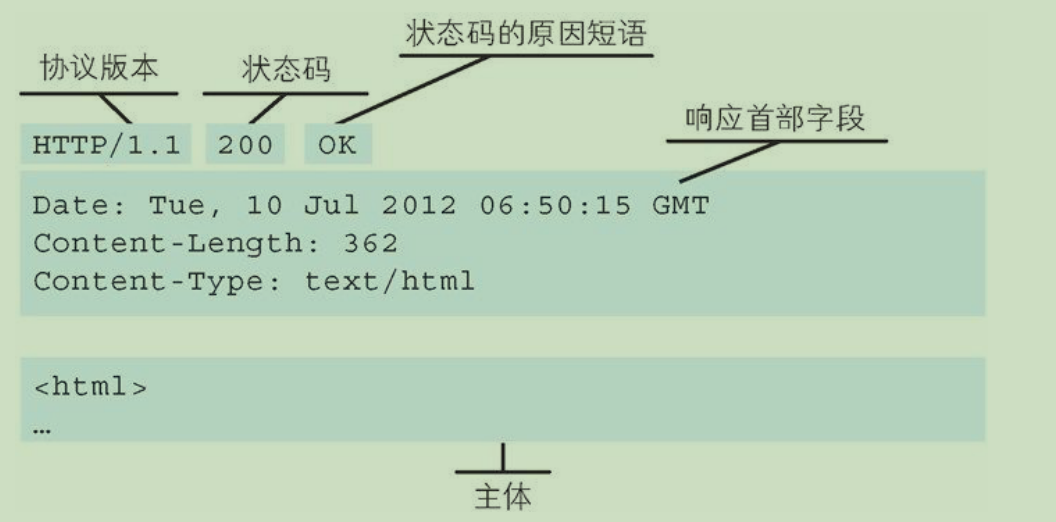 状态码的原因短语
协议版本 状态码
响应首部字段
HTTP/1.1 200 OK
Date: Tue, 10 Jul 2012 06:50:15 GMT
Content-Length: 362
Content-Type: text/html
<html>
…
主体